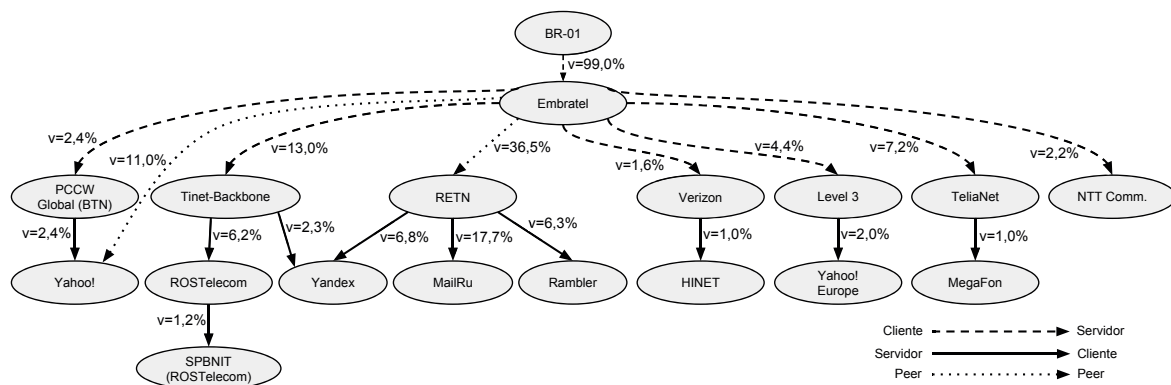 BR-01
v=99,0%
Embratel
v=2,4%
v=11,0%
v=13,0%
v=36,5%
v=1,6%
v=4,4%
v=7,2%
v=2,2%
PCCW
Global (BTN)
Tinet-Backbone
RETN
Verizon
Level 3
TeliaNet
NTT Comm.
v=2,4%
v=6,2%
v=2,3%
v=6,8%
v=17,7%
v=6,3%
v=1,0%
v=2,0%
v=1,0%
Yahoo!
ROSTelecom
Yandex
MailRu
Rambler
HINET
Yahoo!
Europe
MegaFon
v=1,2%
SPBNIT
(ROSTelecom)
Cliente Servidor
Servidor Cliente
Peer Peer